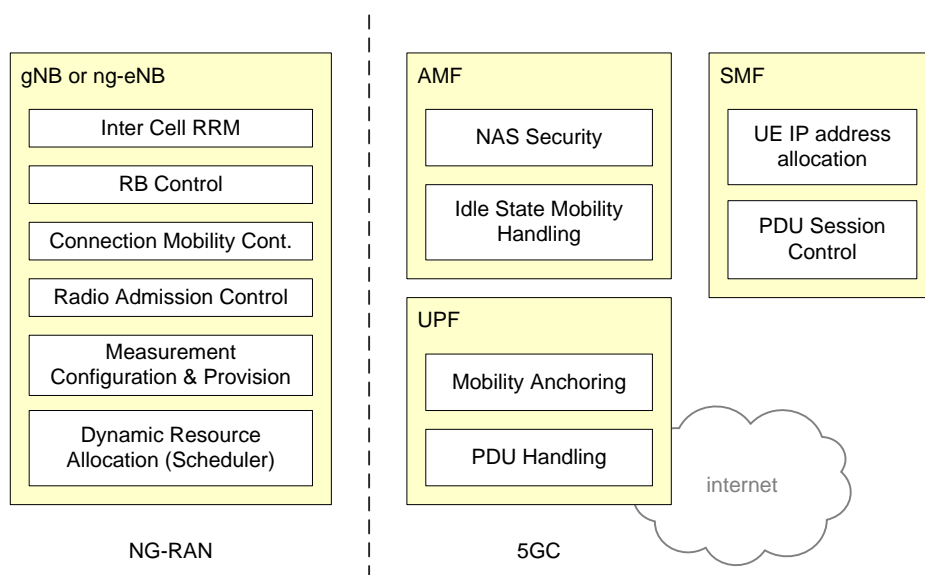 gNB or ng-eNB
Inter Cell RRM
RB Control
Connection Mobility Cont.
Radio Admission Control
Measurement
Configuration & Provision
Dynamic Resource
Allocation (Scheduler)
NG-RAN
AMF
NAS Security
Idle State Mobility
Handling
SMF
UE IP address
allocation
PDU Session
Control
UPF
Mobility Anchoring
PDU Handling
internet
5GC